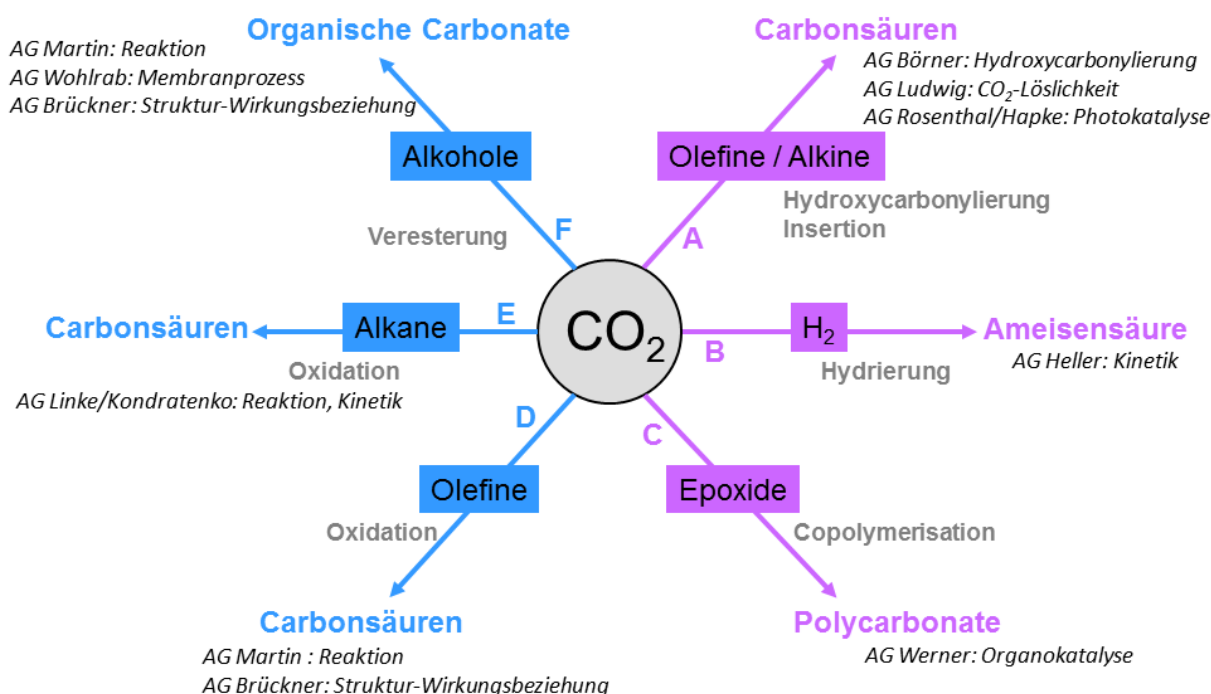 Organische Carbonate
AG Martin: Reaktion
AG Wohlrab: Membranprozess
AG Brückner: Struktur-Wirkungsbeziehung
Alkohole
Veresterung
F
Carbonsäuren
AG Börner: Hydroxycarbonylierung
AG Ludwig: CO₂-Löslichkeit
AG Rosenthal/Hapke: Photokatalyse
Olefine / Alkine
Hydroxycarbonylierung
Insertion
A
Carbonsäuren
Alkane
E
Oxidation
AG Linke/Kondratenko: Reaktion, Kinetik
CO₂
B
H₂
Hydrierung
Ameisensäure
AG Heller: Kinetik
D
Olefine
Oxidation
Carbonsäuren
AG Martin : Reaktion
AG Brückner: Struktur-Wirkungsbeziehung
C
Epoxide
Copolymerisation
Polycarbonate
AG Werner: Organokatalyse